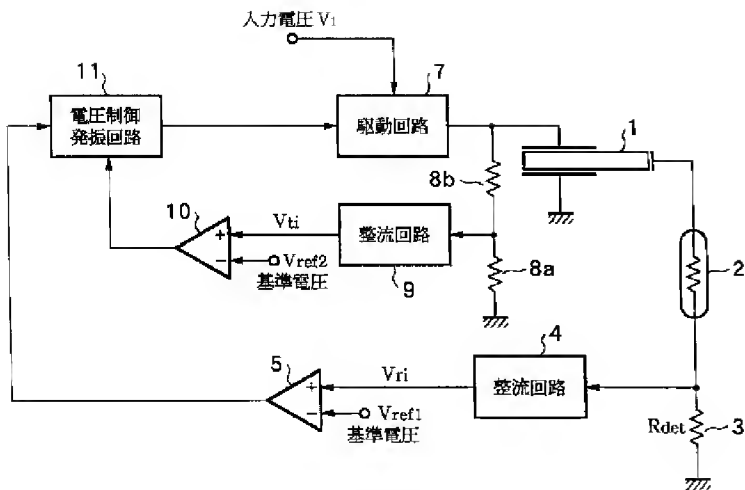 入力電圧 V1
11
電圧制御
発振回路
7
駆動回路
1
8b
10
Vti
整流回路
9
Vref2
基準電圧
+
−
8a
2
4
5
Vri
整流回路
+
−
Vref1
基準電圧
Rdet
3